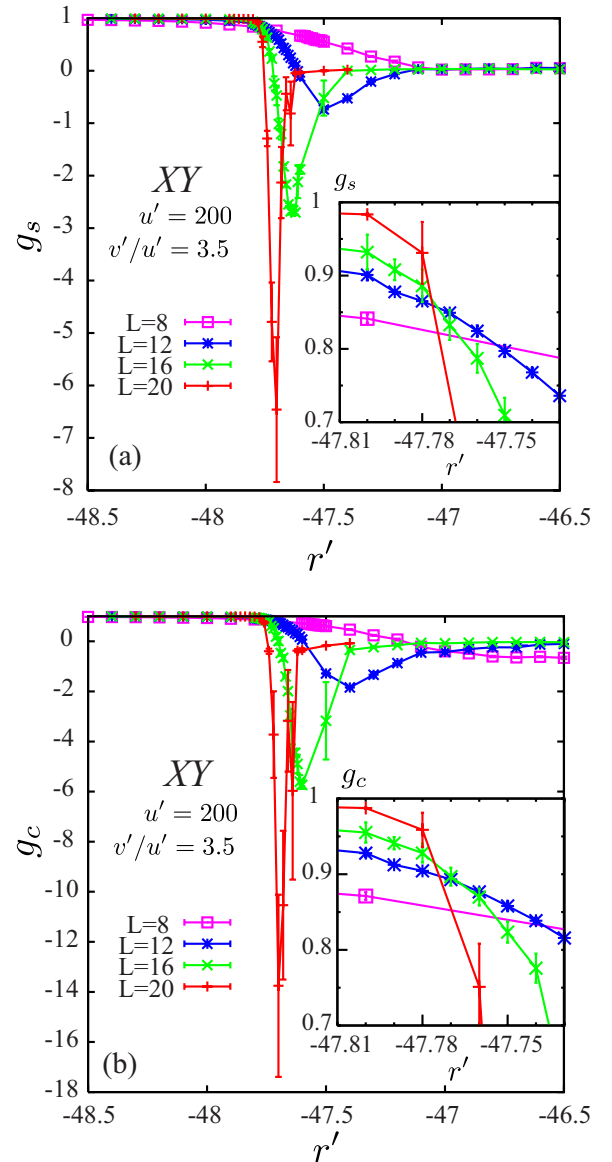 1
0
-1
-2
-3
-4
-5
-6
-7
-8
g_s
XY
u' = 200
v'/u' = 3.5
L=8
L=12
L=16
L=20
(a)
g_s
1
0.9
0.8
0.7
-47.81 -47.78 -47.75
r'
-48.5 -48 -47.5 -47 -46.5
r'
0
-2
-4
-6
-8
-10
-12
-14
-16
-18
g_c
XY
u' = 200
v'/u' = 3.5
L=8
L=12
L=16
L=20
(b)
g_c
1
0.9
0.8
0.7
-47.81 -47.78 -47.75
r'
-48.5 -48 -47.5 -47 -46.5
r'